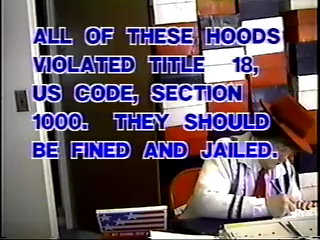 ALL OF THESE HOODS
VIOLATED TITLE 18,
US CODE, SECTION
1000. THEY SHOULD
BE FINED AND JAILED.